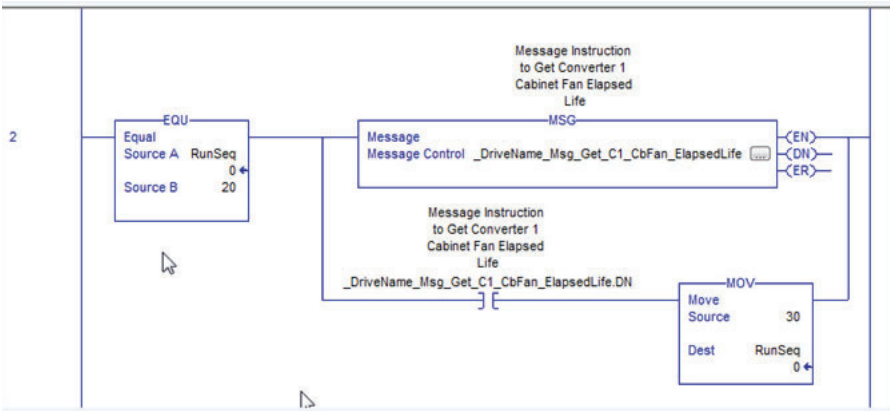 Message Instruction
to Get Converter 1
Cabinet Fan Elapsed
Life
2
EQU
Equal
Source A RunSeq
0
Source B 20
MSG
Message
Message Control _DriveName_Msg_Get_C1_CbFan_ElapsedLife ...
EN
DN
ER
Message Instruction
to Get Converter 1
Cabinet Fan Elapsed
Life
_DriveName_Msg_Get_C1_CbFan_ElapsedLife.DN
MOV
Move
Source 30
Dest RunSeq
0